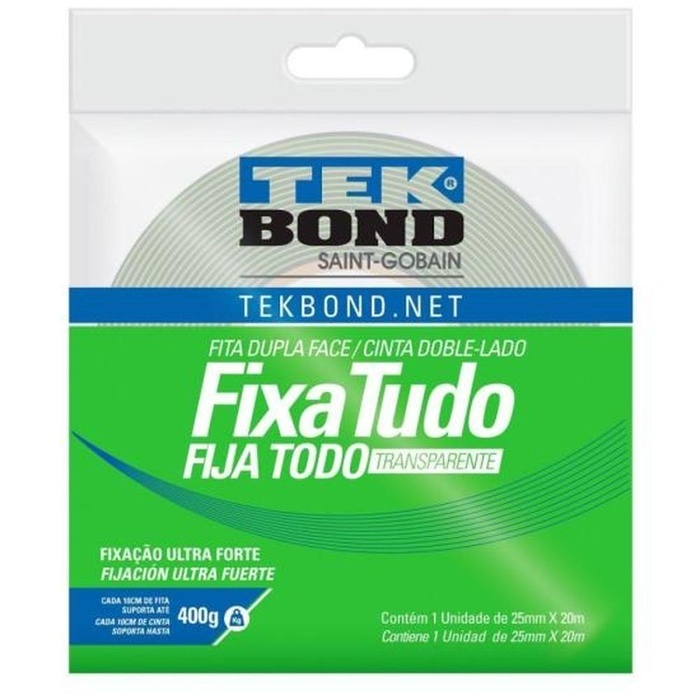 TEK®
BOND
SAINT-GOBAIN
TEKBOND.NET
FITA DUPLA FACE/CINTA DOBLE-LADO
FixaTudo
FIJA TODO TRANSPARENTE
FIXAÇÃO ULTRA FORTE
FIJACIÓN ULTRA FUERTE
CADA 10CM DE FITA
SUPORTA ATÉ
CADA 10CM DE CINTA
SOPORTA HASTA
400g Kg
Contém 1 Unidade de 25mm X 20m
Contiene 1 Unidad de 25mm X 20m